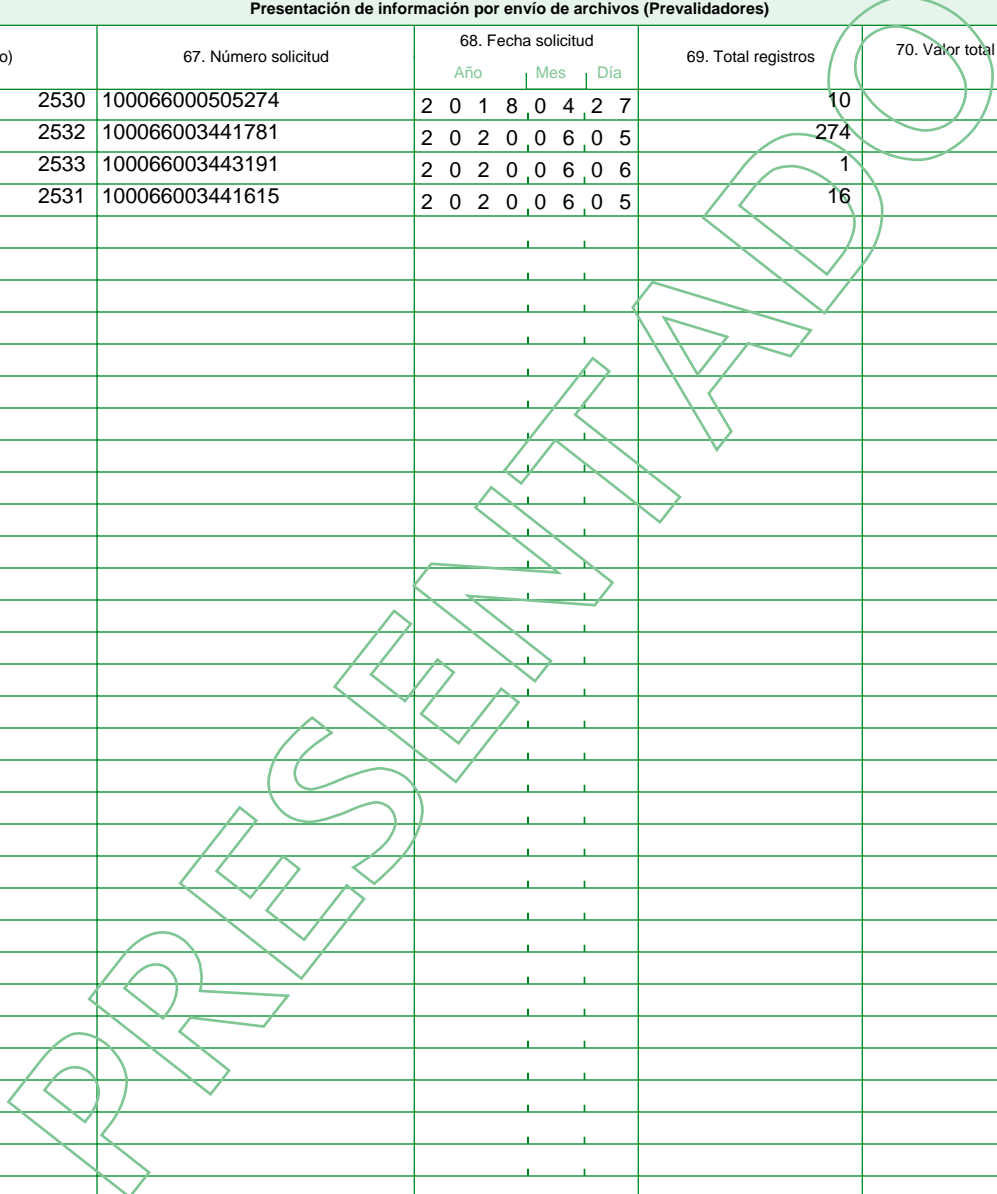 Presentación de información por envío de archivos (Prevalidadores)
o) 67. Número solicitud 68. Fecha solicitud 69. Total registros 70. Valor total
Año Mes Día
2530 100066000505274 2 0 1 8 0 4 2 7 10
2532 100066003441781 2 0 2 0 0 6 0 5 274
2533 100066003443191 2 0 2 0 0 6 0 6 1
2531 100066003441615 2 0 2 0 0 6 0 5 16
PRESENTADO